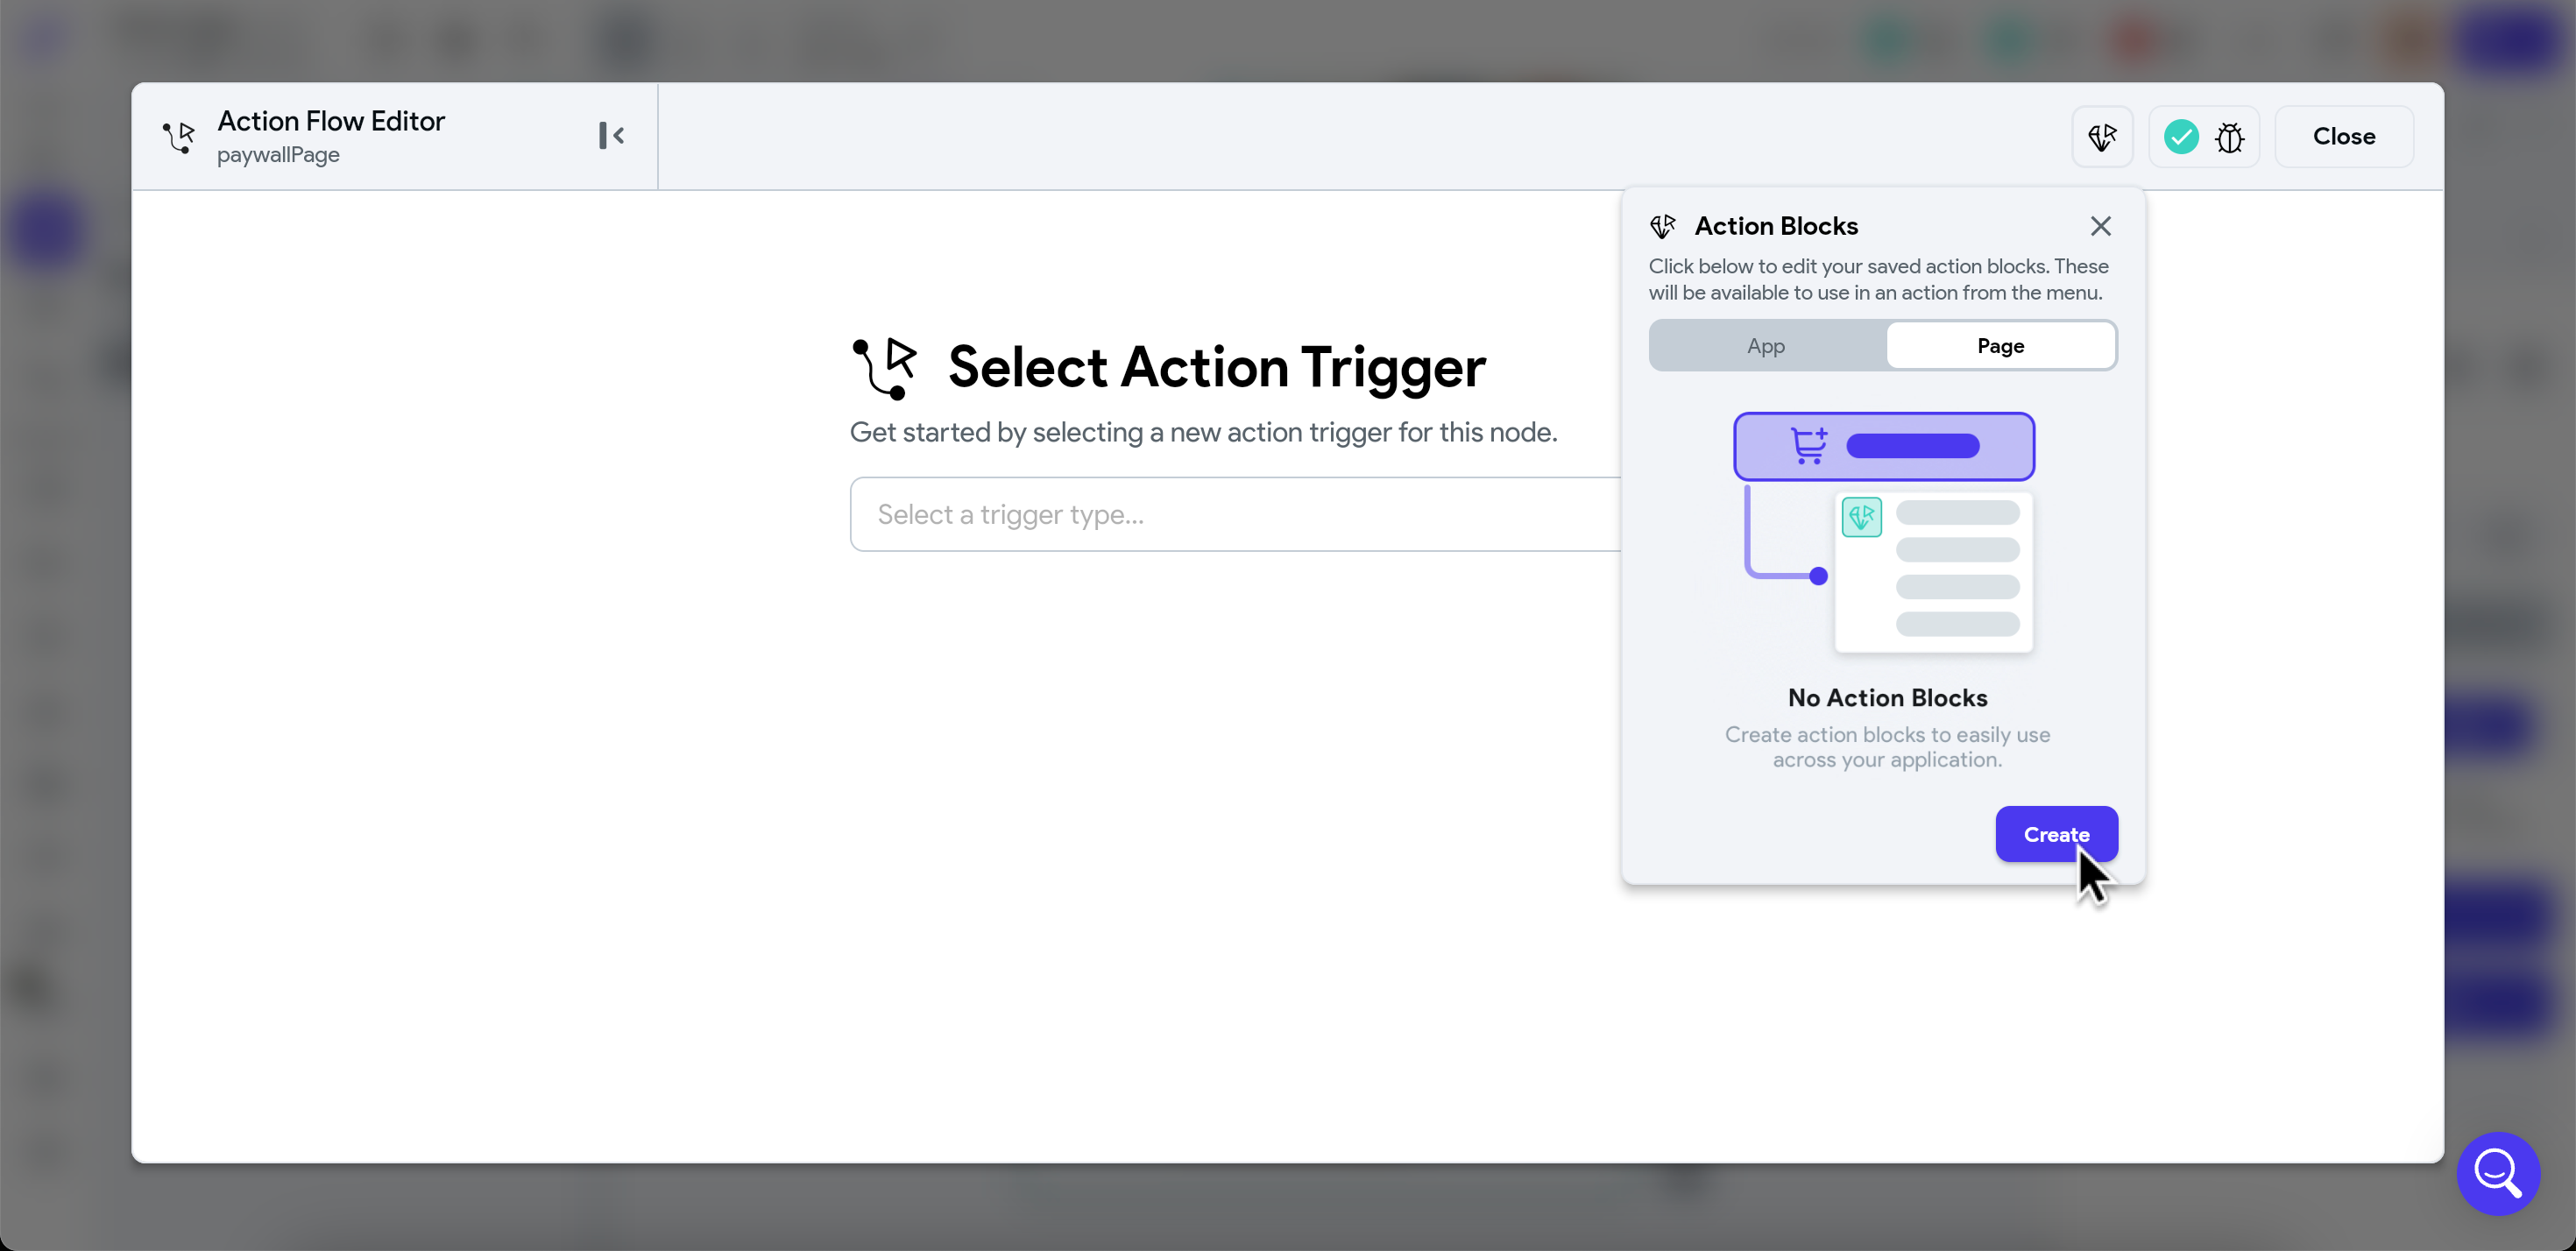 Action Flow Editor
paywallPage
Close
Action Blocks
Click below to edit your saved action blocks. These
will be available to use in an action from the menu.
App
Page
Select Action Trigger
Get started by selecting a new action trigger for this node.
Select a trigger type...
No Action Blocks
Create action blocks to easily use
across your application.
Create